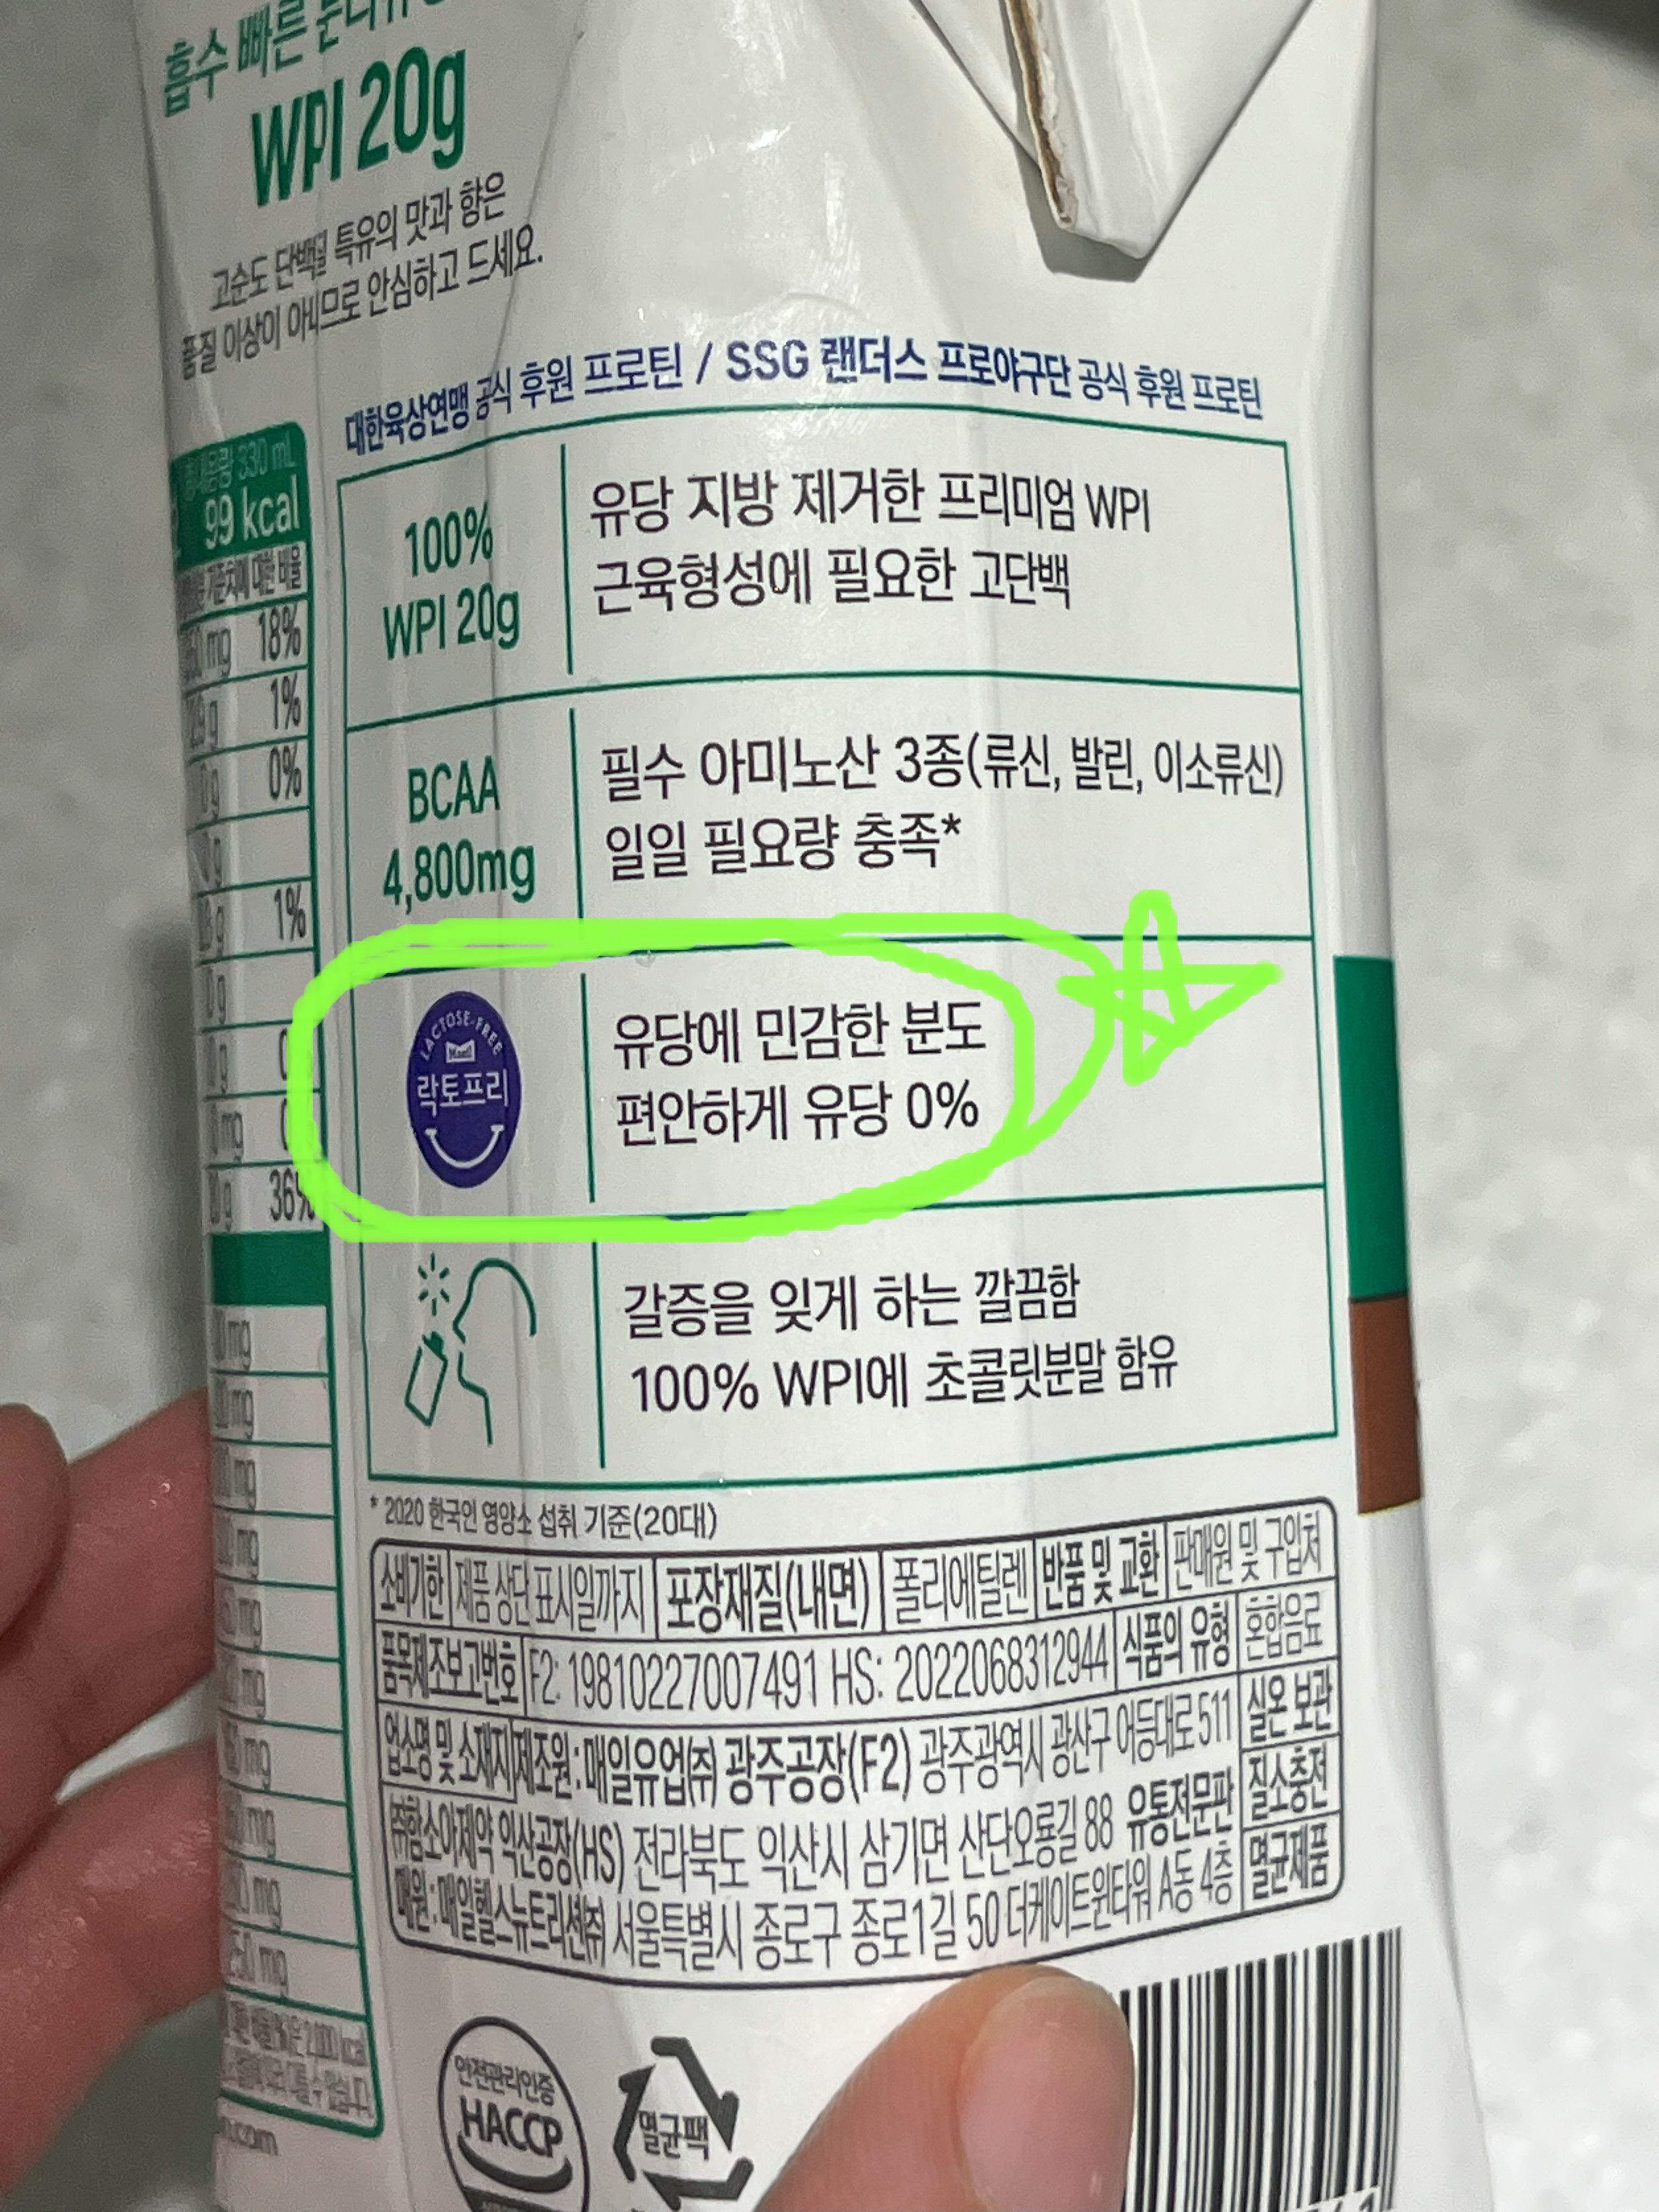 흡수 빠른
WPI 20g
고순도 단백질 특유의 맛과 향은
품질 이상이 아니므로 안심하고 드세요.
대한육상연맹 공식 후원 프로틴 / SSG 랜더스 프로야구단 공식 후원 프로틴
330 mL
99 kcal
기준치에 대한 비율
mg 18%
1%
0%
1%
36%
100%
WPI 20g
유당 지방 제거한 프리미엄 WPI
근육형성에 필요한 고단백
BCAA
4,800mg
필수 아미노산 3종(류신, 발린, 이소류신)
일일 필요량 충족*
LACTOSE-FREE
Maeil
락토프리
유당에 민감한 분도
편안하게 유당 0%
갈증을 잊게 하는 깔끔함
100% WPI에 초콜릿분말 함유
* 2020 한국인 영양소 섭취 기준(20대)
소비기한 제품 상단 표시일까지 포장재질(내면) 폴리에틸렌 반품 및 교환 판매원 및 구입처
품목제조보고번호 F2: 19810227007491 HS: 2022068312944 식품의 유형 혼합음료
업소명 및 소재지 제조원 : 매일유업(주) 광주공장(F2) 광주광역시 광산구 어등대로 511 실온 보관
(주)함소아제약 익산공장(HS) 전라북도 익산시 삼기면 산단오룡길 88 유통전문판 질소충전
매원 : 매일헬스뉴트리션(주) 서울특별시 종로구 종로1길 50 더케이트윈타워 A동 4층 멸균제품
안전관리인증
HACCP
멸균팩